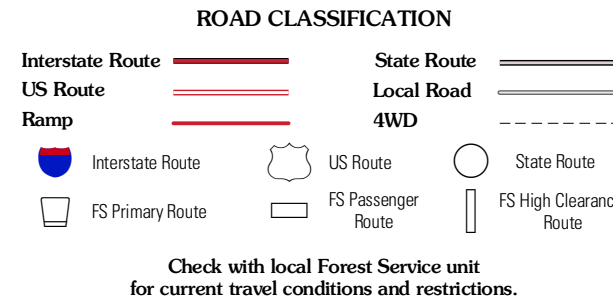 ROAD CLASSIFICATION
Interstate Route
State Route
US Route
Local Road
Ramp
4WD
Interstate Route
US Route
State Route
FS Primary Route
FS Passenger
Route
FS High Clearanc
Route
Check with local Forest Service unit
for current travel conditions and restrictions.